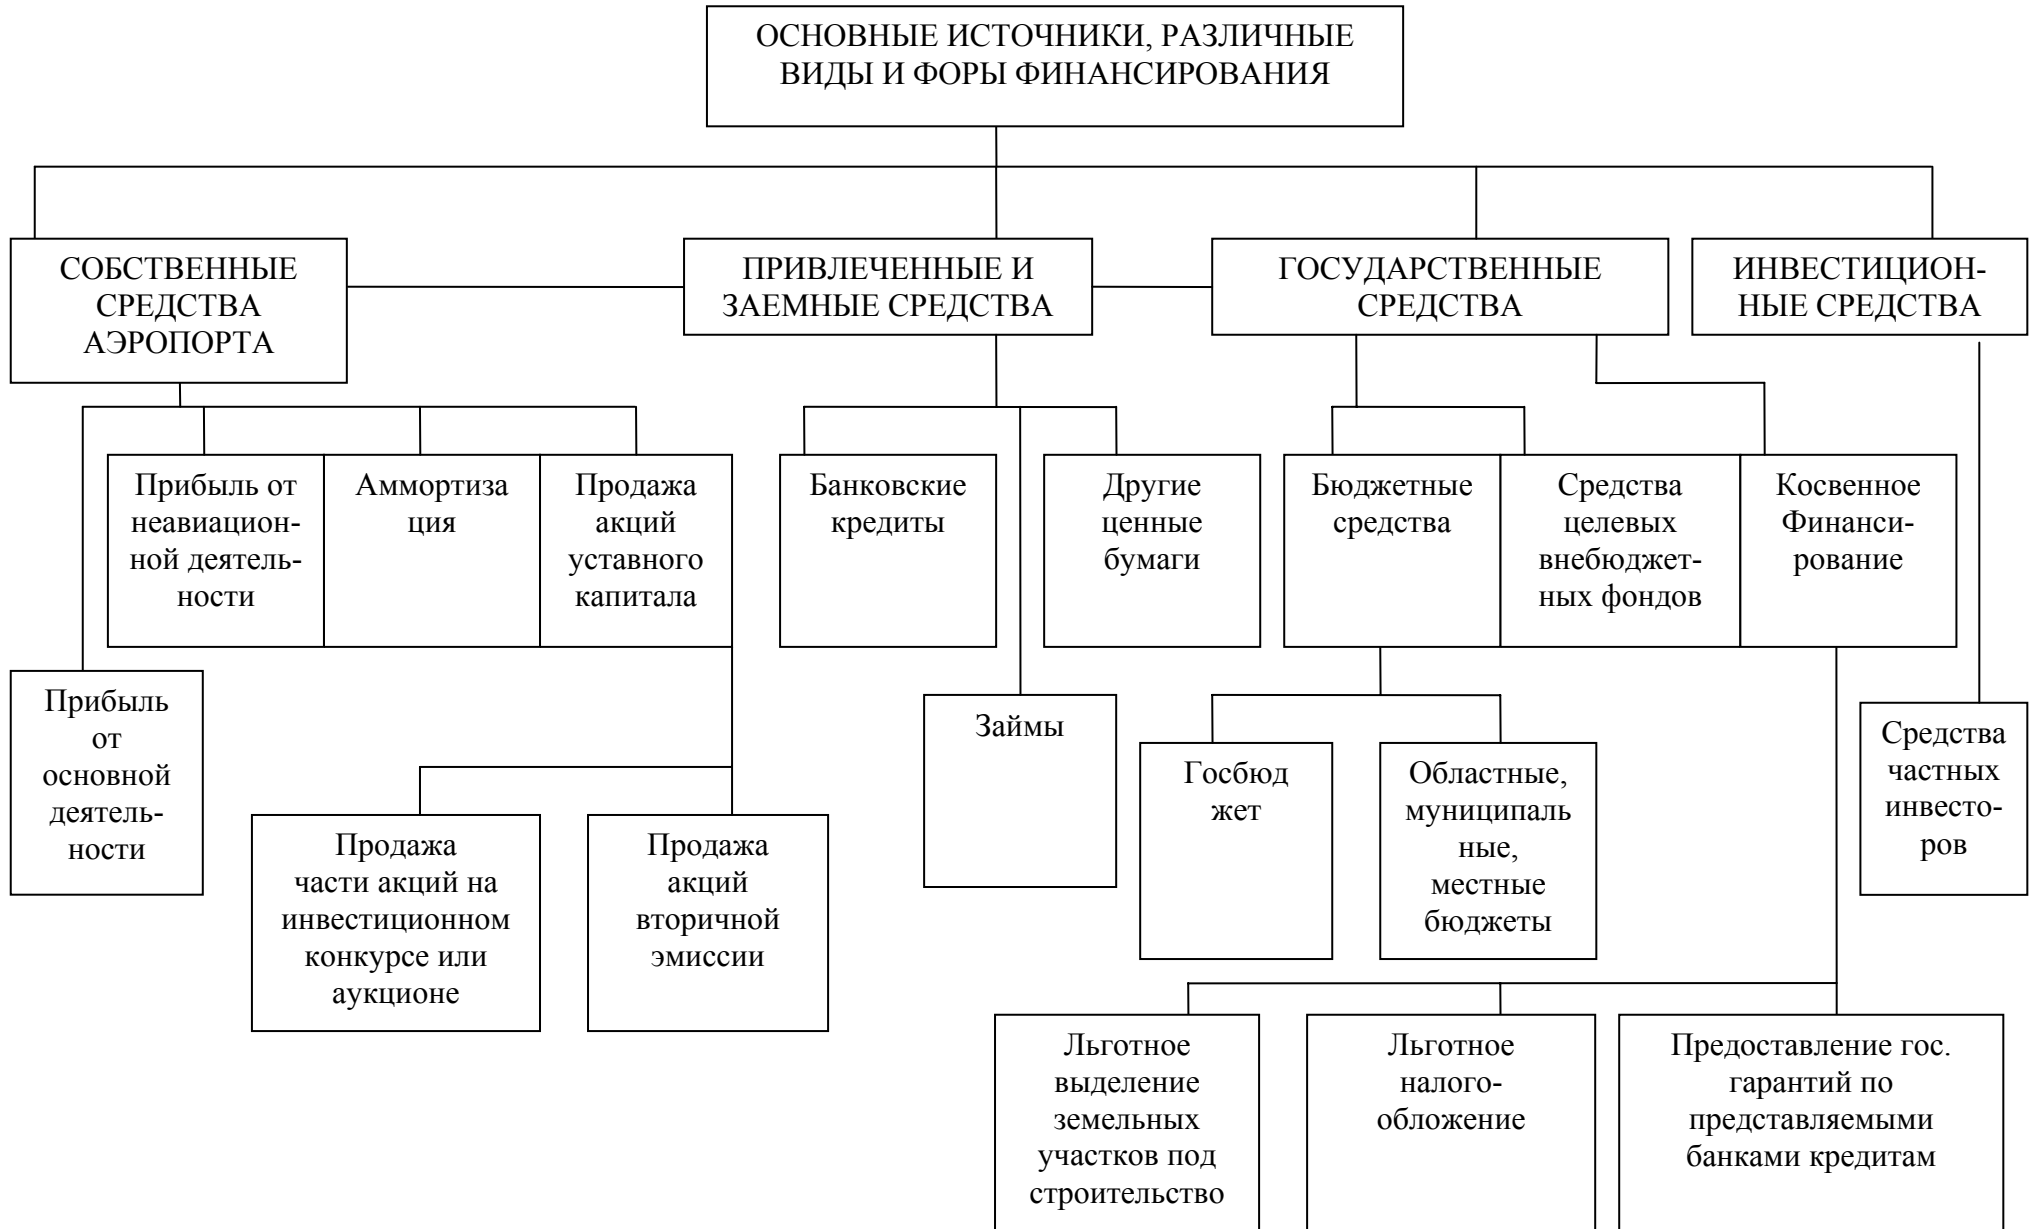 ОСНОВНЫЕ ИСТОЧНИКИ, РАЗЛИЧНЫЕ
ВИДЫ И ФОРЫ ФИНАНСИРОВАНИЯ
СОБСТВЕННЫЕ
СРЕДСТВА
АЭРОПОРТА
ПРИВЛЕЧЕННЫЕ И
ЗАЕМНЫЕ СРЕДСТВА
ГОСУДАРСТВЕННЫЕ
СРЕДСТВА
ИНВЕСТИЦИОН-
НЫЕ СРЕДСТВА
Прибыль от
неавиацион-
ной деятель-
ности
Аммортиза
ция
Продажа
акций
уставного
капитала
Банковские
кредиты
Другие
ценные
бумаги
Бюджетные
средства
Средства
целевых
внебюджет-
ных фондов
Косвенное
Финанси-
рование
Прибыль
от
основной
деятель-
ности
Займы
Госбюд
жет
Областные,
муниципаль
ные,
местные
бюджеты
Средства
частных
инвесто-
ров
Продажа
части акций на
инвестиционном
конкурсе или
аукционе
Продажа
акций
вторичной
эмиссии
Льготное
выделение
земельных
участков под
строительство
Льготное
налого-
обложение
Предоставление гос.
гарантий по
представляемыми
банками кредитам